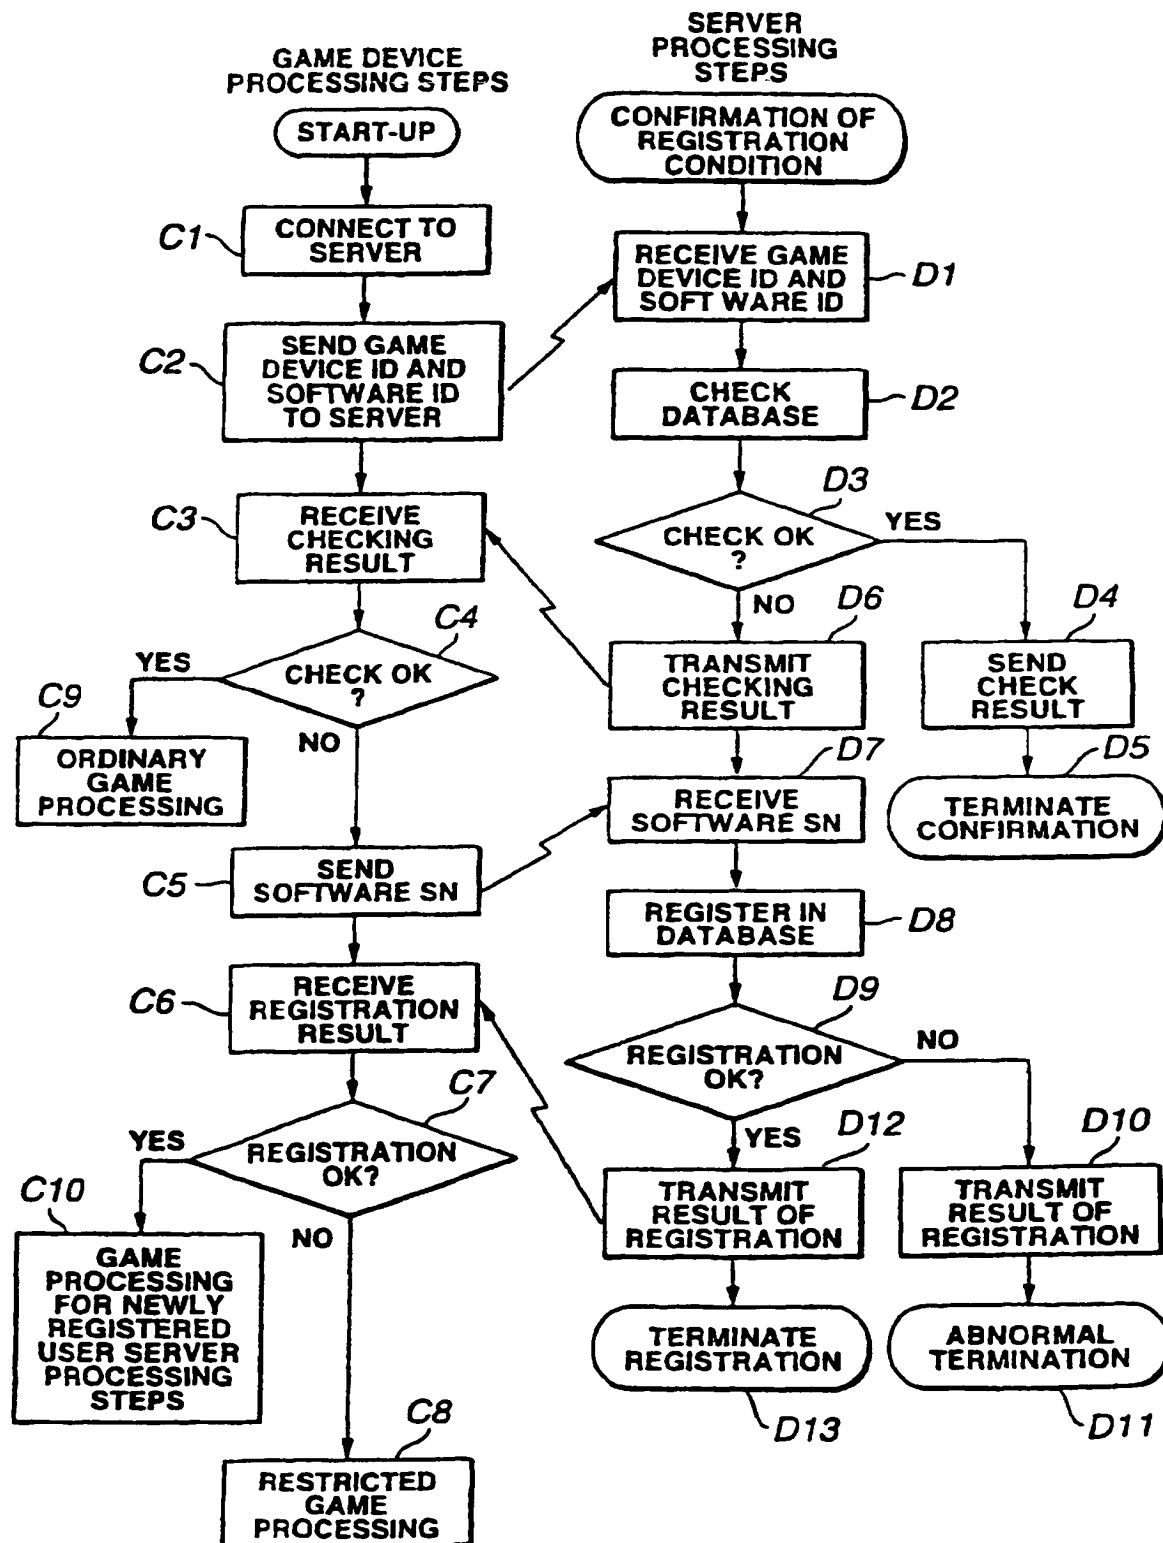 GAME DEVICE
PROCESSING STEPS
START-UP
C1
CONNECT TO
SERVER
C2
SEND GAME
DEVICE ID AND
SOFTWARE ID
TO SERVER
C3
RECEIVE
CHECKING
RESULT
C4
CHECK OK
?
YES
NO
C9
ORDINARY
GAME
PROCESSING
C5
SEND
SOFTWARE SN
C6
RECEIVE
REGISTRATION
RESULT
C7
REGISTRATION
OK?
YES
NO
C10
GAME
PROCESSING
FOR NEWLY
REGISTERED
USER SERVER
PROCESSING
STEPS
C8
RESTRICTED
GAME
PROCESSING
SERVER
PROCESSING
STEPS
CONFIRMATION OF
REGISTRATION
CONDITION
RECEIVE GAME
DEVICE ID AND
SOFT WARE ID
D1
CHECK
DATABASE
D2
D3
CHECK OK
?
YES
NO
D6
TRANSMIT
CHECKING
RESULT
D4
SEND
CHECK
RESULT
D5
TERMINATE
CONFIRMATION
D7
RECEIVE
SOFTWARE SN
REGISTER IN
DATABASE
D8
D9
REGISTRATION
OK?
NO
YES
D12
TRANSMIT
RESULT OF
REGISTRATION
D10
TRANSMIT
RESULT OF
REGISTRATION
TERMINATE
REGISTRATION
D13
ABNORMAL
TERMINATION
D11